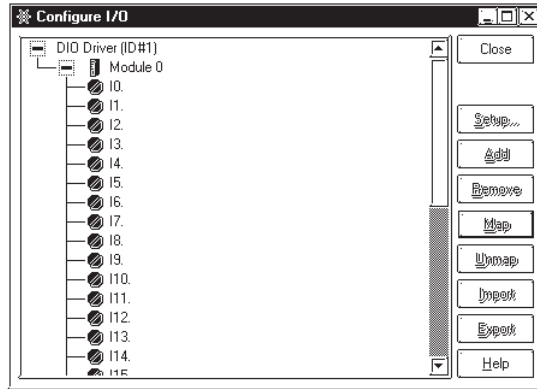 Configure I/O
DIO Driver (ID#1)
Module 0
I0.
I1.
I2.
I3.
I4.
I5.
I6.
I7.
I8.
I9.
I10.
I11.
I12.
I13.
I14.
I15.
Close
Setup...
Add
Remove
Map
Unmap
Import
Export
Help